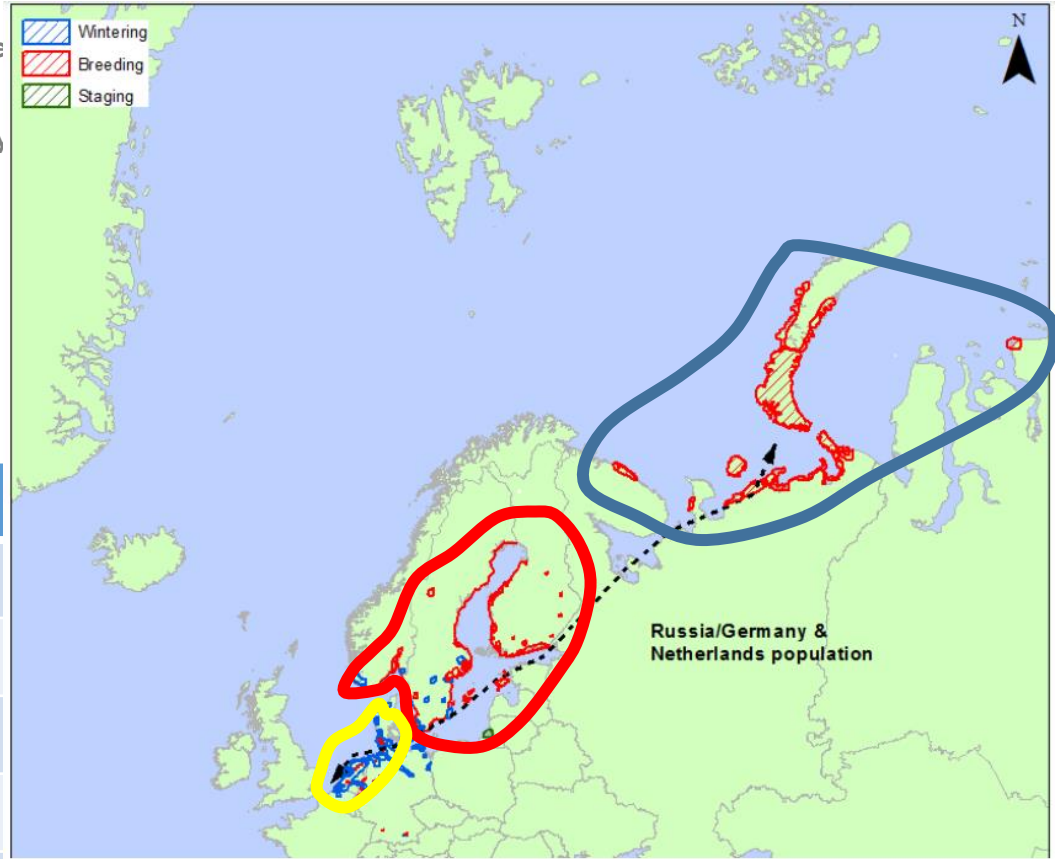 Wintering
Breeding
Staging
N
Russia/Germany &
Netherlands population